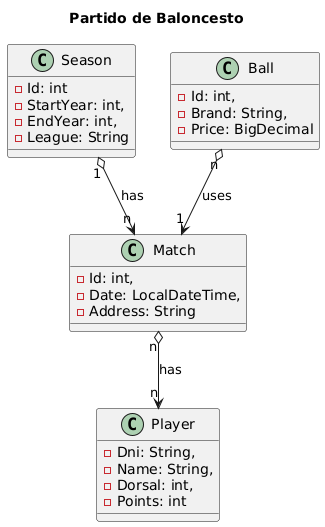 Partido de Baloncesto
C Season
Id: int
StartYear: int,
EndYear: int,
League: String
C Ball
Id: int,
Brand: String,
Price: BigDecimal
1
has
n
n
uses
1
C Match
Id: int,
Date: LocalDateTime,
Address: String
n
has
n
C Player
Dni: String,
Name: String,
Dorsal: int,
Points: int